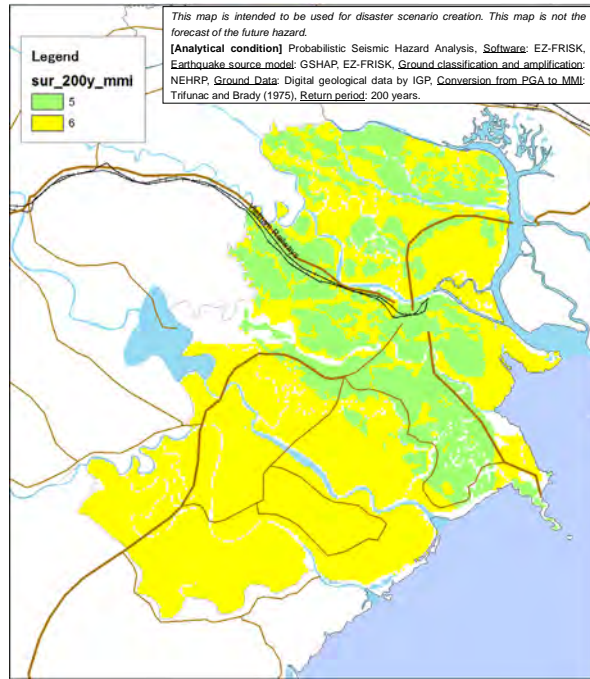 This map is intended to be used for disaster scenario creation. This map is not the
forecast of the future hazard.
[Analytical condition] Probabilistic Seismic Hazard Analysis, Software: EZ-FRISK,
Earthquake source model: GSHAP, EZ-FRISK, Ground classification and amplification:
NEHRP, Ground Data: Digital geological data by IGP, Conversion from PGA to MMI:
Trifunac and Brady (1975), Return period: 200 years.
Legend
sur_200y_mmi
5
6
Railways